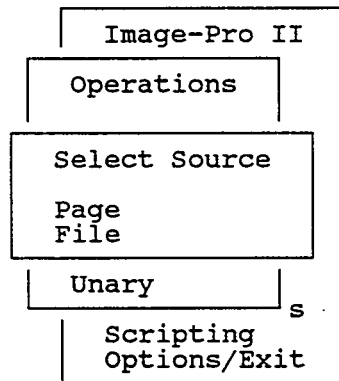 Image-Pro II
Operations
Select Source
Page
File
Unary
s
Scripting
Options/Exit